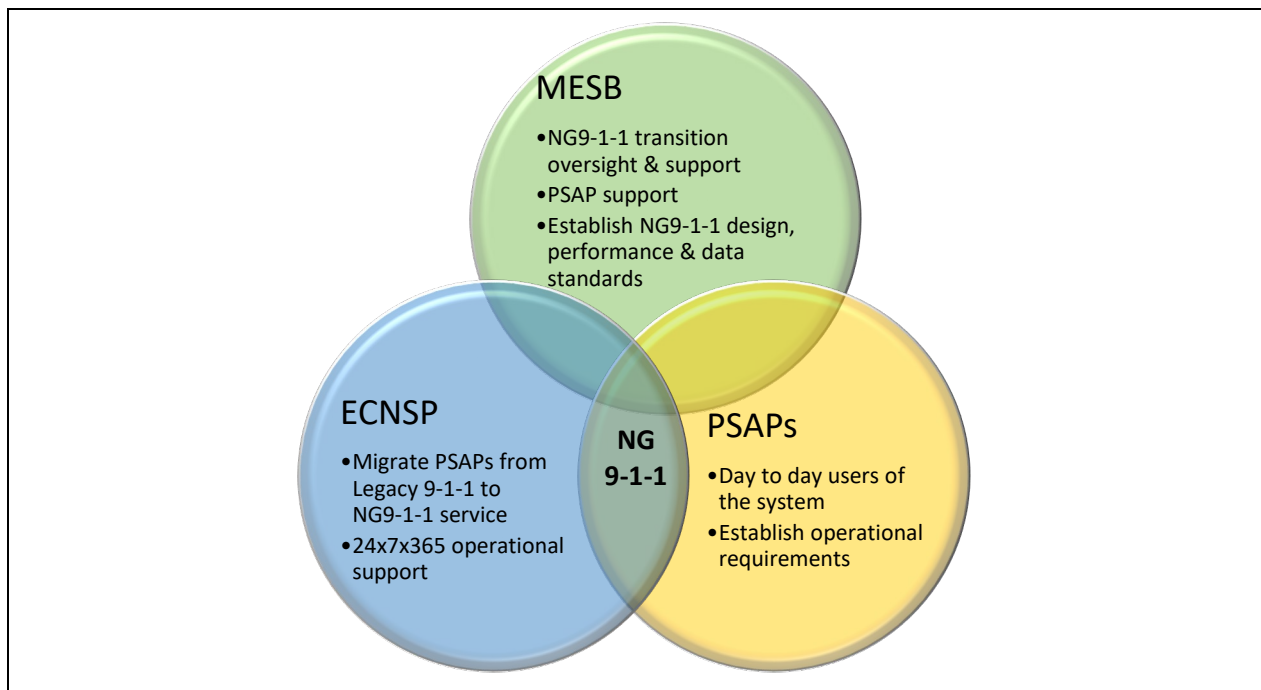 MESB
•NG9-1-1 transition
oversight & support
•PSAP support
•Establish NG9-1-1 design,
performance & data
standards
ECNSP
•Migrate PSAPs from
Legacy 9-1-1 to
NG9-1-1 service
•24x7x365 operational
support
NG
9-1-1
PSAPs
•Day to day users of
the system
•Establish operational
requirements